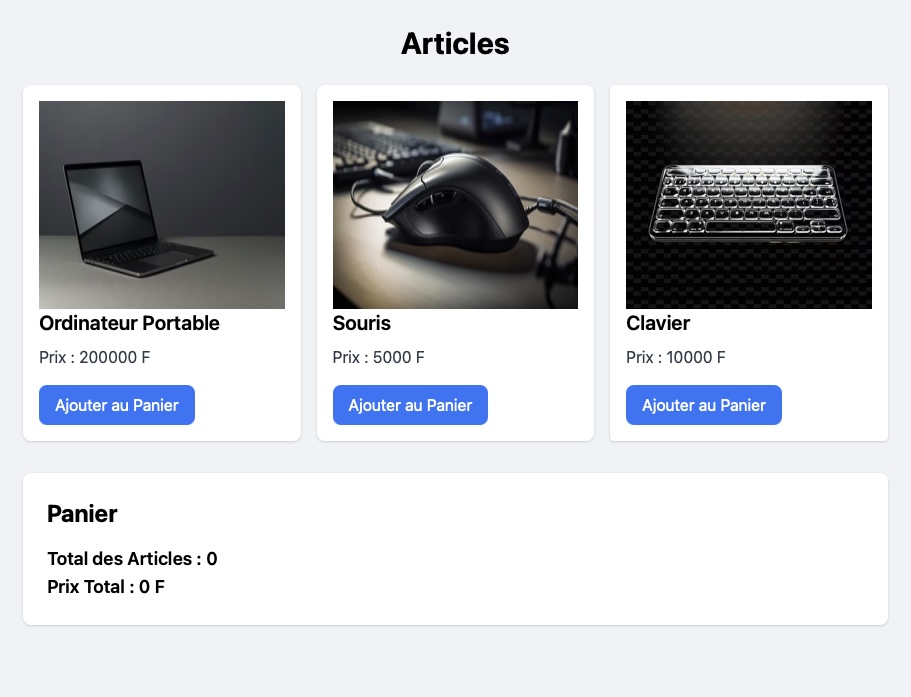 Articles
Ordinateur Portable
Prix : 200000 F
Ajouter au Panier
Souris
Prix : 5000 F
Ajouter au Panier
Clavier
Prix : 10000 F
Ajouter au Panier
Panier
Total des Articles : 0
Prix Total : 0 F